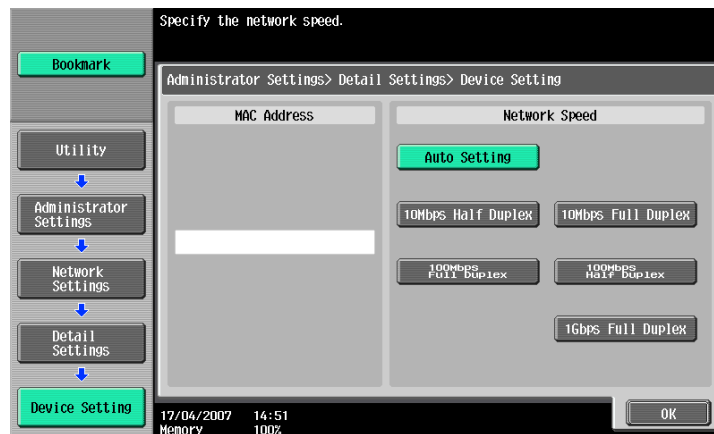 Specify the network speed.
Bookmark
Administrator Settings> Detail Settings> Device Setting
MAC Address
Network Speed
Utility
Auto Setting
Administrator
Settings
10Mbps Half Duplex
10Mbps Full Duplex
Network
Settings
100Mbps
Full Duplex
100Mbps
Half Duplex
Detail
Settings
1Gbps Full Duplex
Device Setting
17/04/2007 14:51
Memory 100%
OK